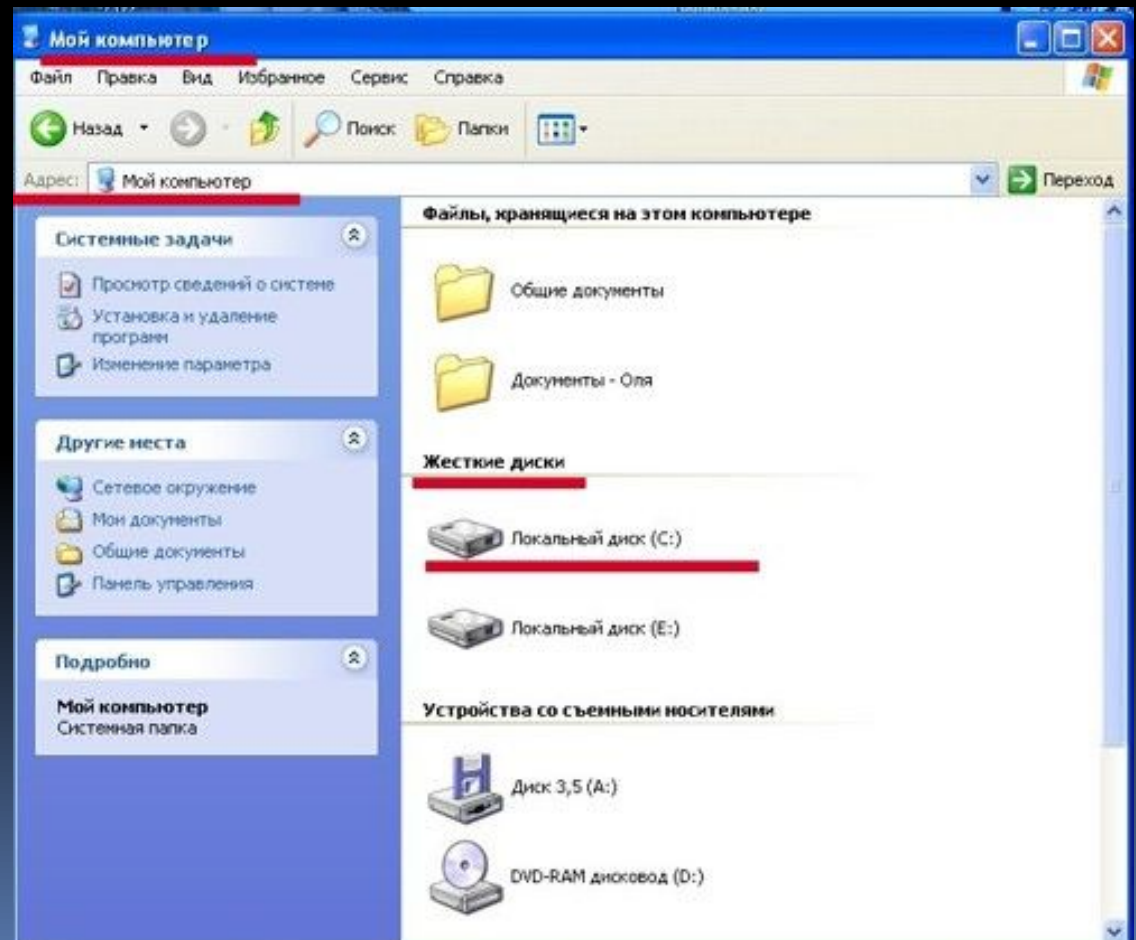 Мой компьютер
Файл Правка Вид Избранное Сервис Справка
Назад Поиск Папки
Адрес: Мой компьютер Переход
Системные задачи
Просмотр сведений о системе
Установка и удаление
программ
Изменение параметра
Другие места
Сетевое окружение
Мои документы
Общие документы
Панель управления
Подробно
Мой компьютер
Системная папка
Файлы, хранящиеся на этом компьютере
Общие документы
Документы - Оля
Жесткие диски
Локальный диск (C:)
Локальный диск (E:)
Устройства со съемными носителями
Диск 3,5 (A:)
DVD-RAM дисковод (D:)